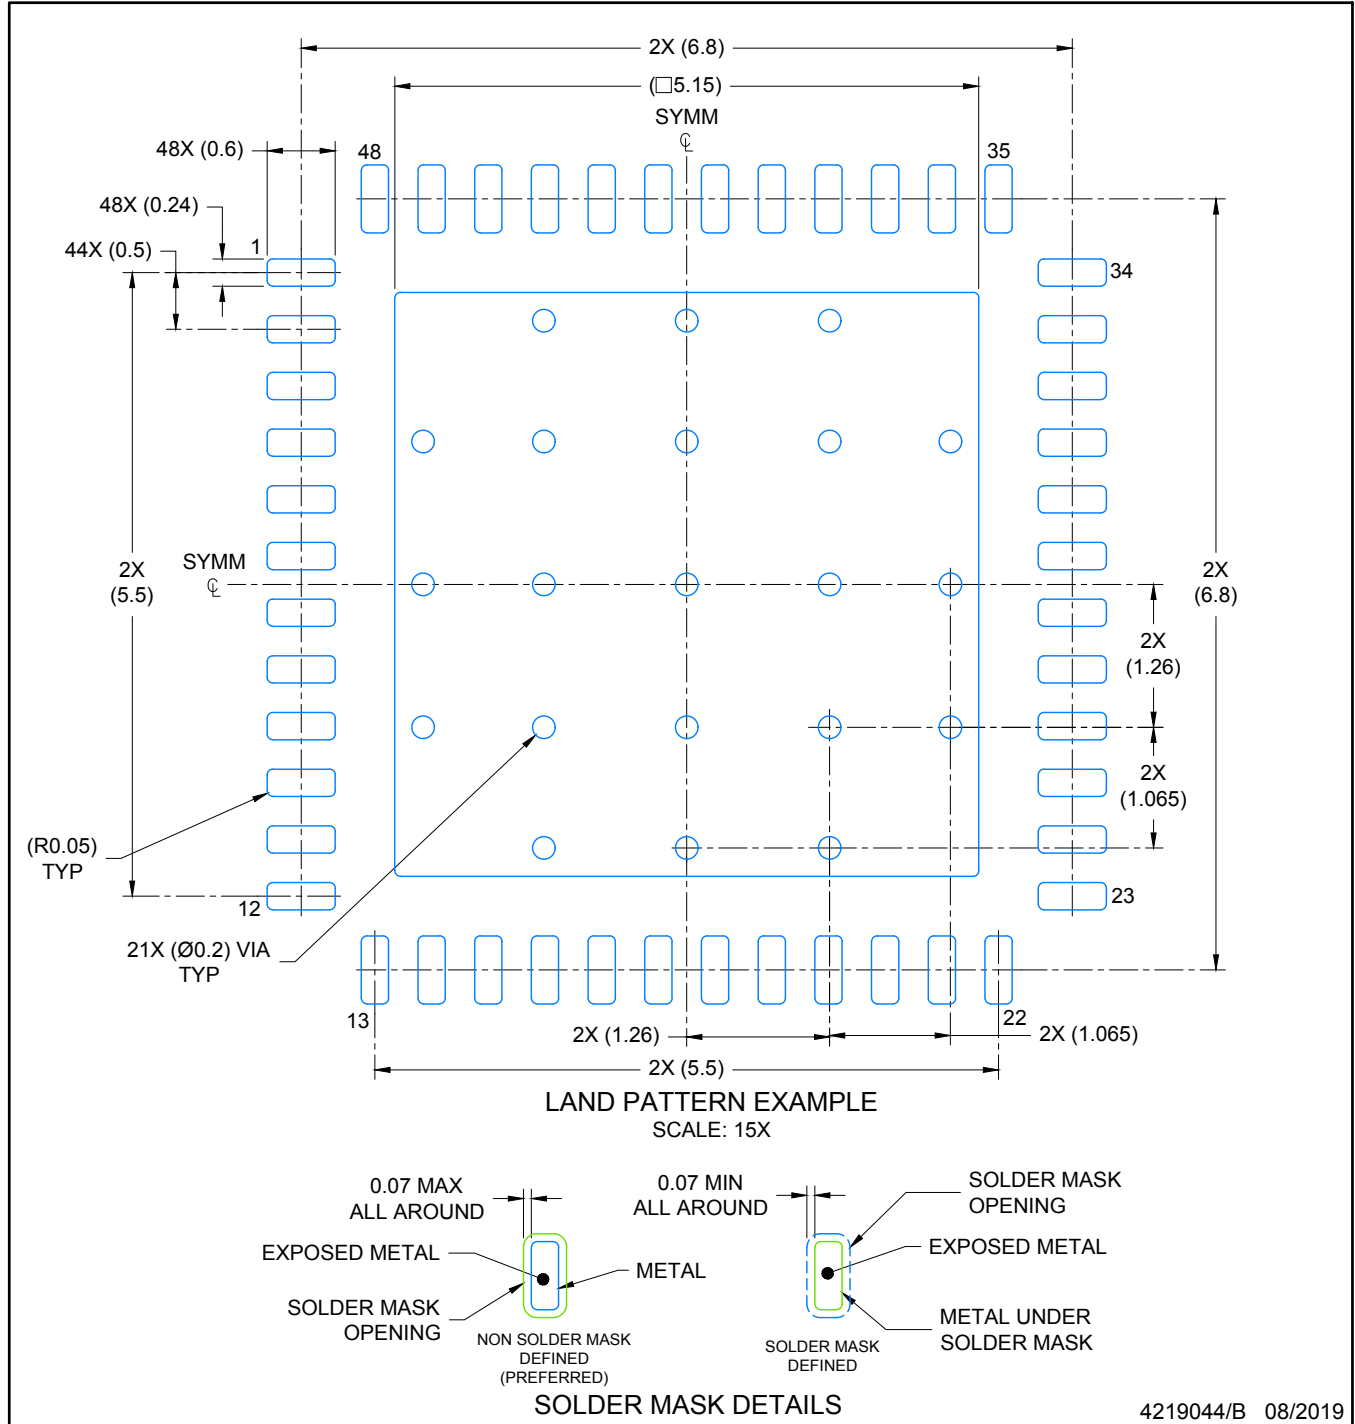 2X (6.8)
(□5.15)
SYMM
℄
48X (0.6)
48
35
48X (0.24)
44X (0.5)
1
34
SYMM
℄
2X
(5.5)
2X
(6.8)
2X
(1.26)
2X
(1.065)
(R0.05)
TYP
12
23
21X (Ø0.2) VIA
TYP
13
22
2X (1.26)
2X (1.065)
2X (5.5)
LAND PATTERN EXAMPLE
SCALE: 15X
0.07 MAX
ALL AROUND
EXPOSED METAL
METAL
SOLDER MASK
OPENING
NON SOLDER MASK
DEFINED
(PREFERRED)
0.07 MIN
ALL AROUND
SOLDER MASK
OPENING
EXPOSED METAL
METAL UNDER
SOLDER MASK
SOLDER MASK
DEFINED
SOLDER MASK DETAILS
4219044/B 08/2019